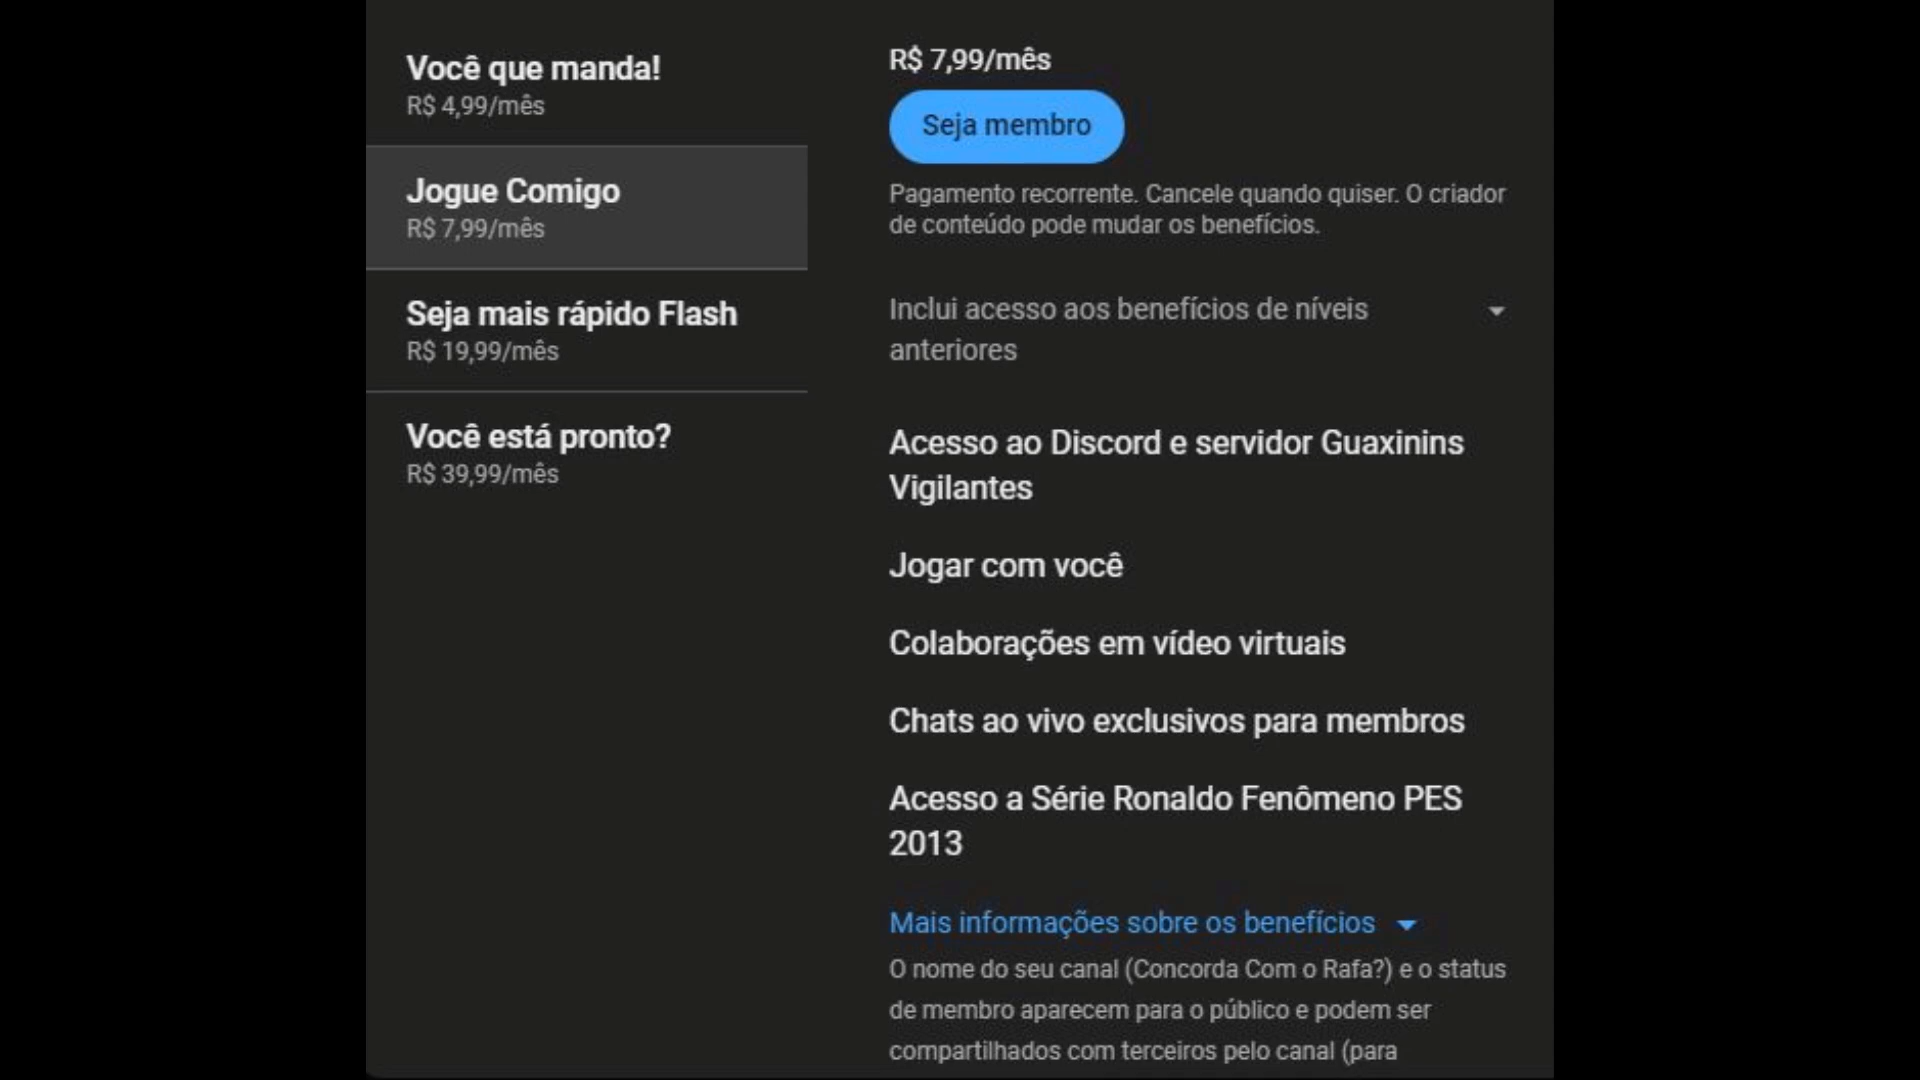 Você que manda!
R$ 4,99/mês
Jogue Comigo
R$ 7,99/mês
Seja mais rápido Flash
R$ 19,99/mês
Você está pronto?
R$ 39,99/mês
R$ 7,99/mês
Seja membro
Pagamento recorrente. Cancele quando quiser. O criador
de conteúdo pode mudar os benefícios.
Inclui acesso aos benefícios de níveis
anteriores
Acesso ao Discord e servidor Guaxinins
Vigilantes
Jogar com você
Colaborações em vídeo virtuais
Chats ao vivo exclusivos para membros
Acesso a Série Ronaldo Fenômeno PES
2013
Mais informações sobre os benefícios
O nome do seu canal (Concorda Com o Rafa?) e o status
de membro aparecem para o público e podem ser
compartilhados com terceiros pelo canal (para